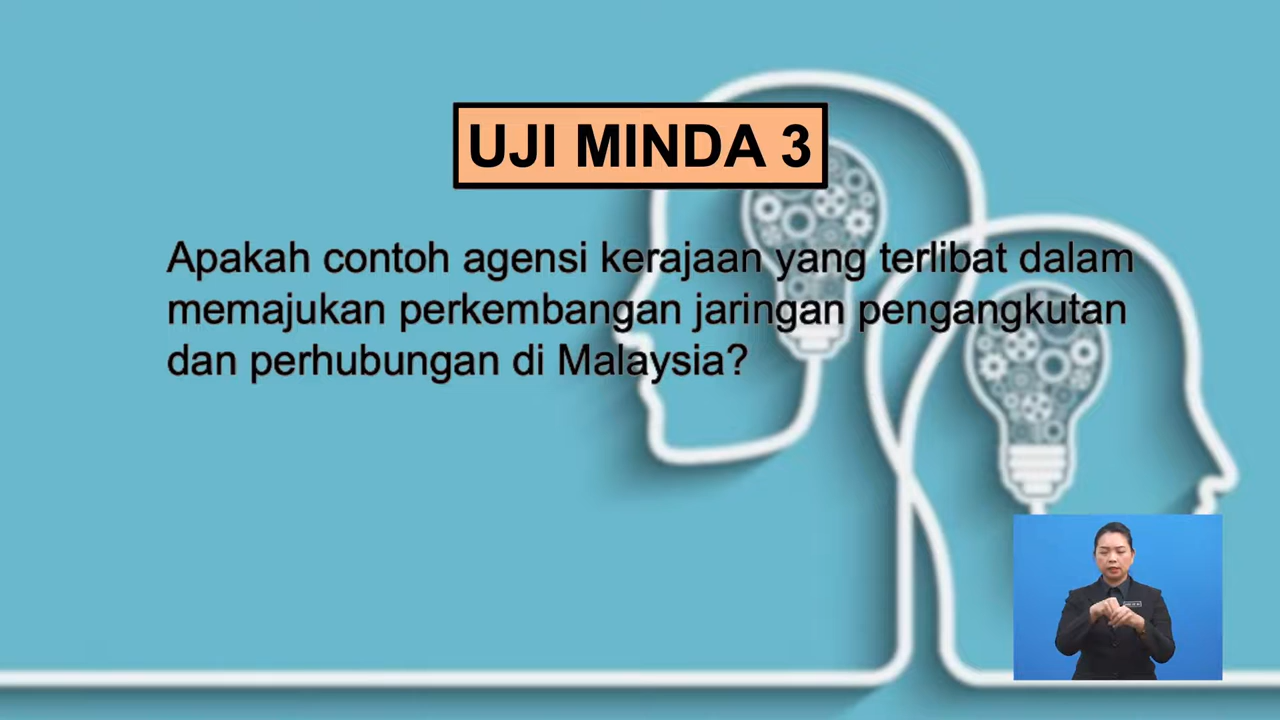 UJI MINDA 3
Apakah contoh agensi kerajaan yang terlibat dalam
memajukan perkembangan jaringan pengangkutan
dan perhubungan di Malaysia?